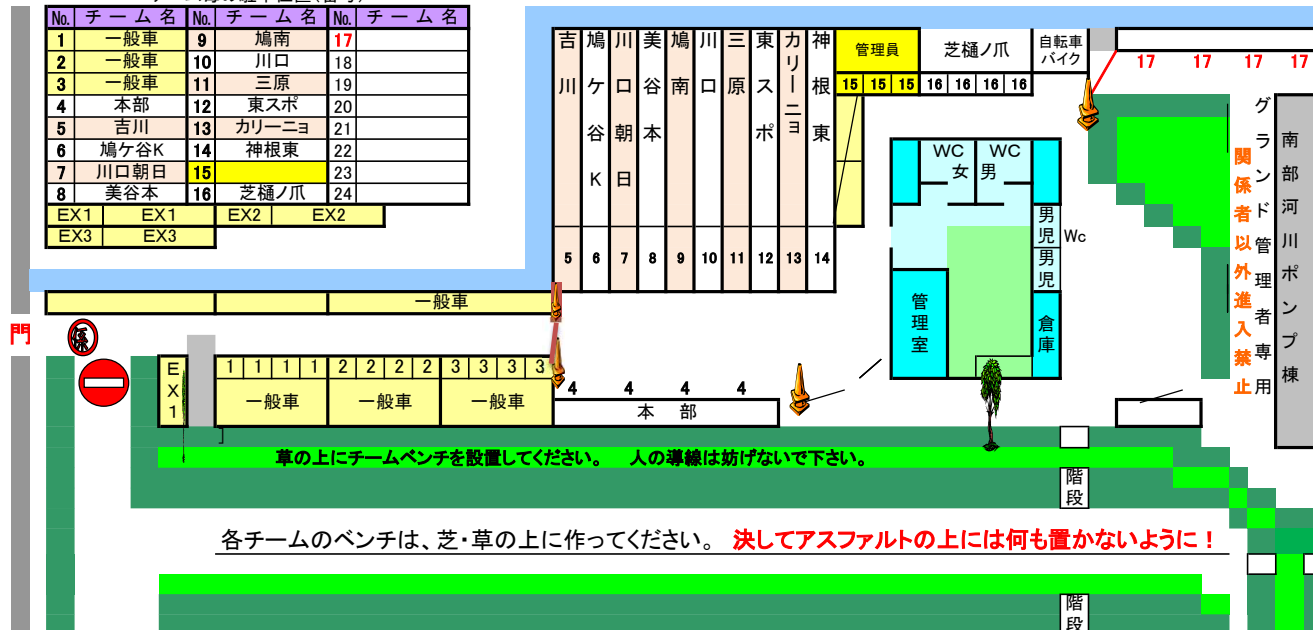 No. チーム名 No. チーム名 No. チーム名
1 一般車 9 鳩南 17
2 一般車 10 川口 18
3 一般車 11 三原 19
4 本部 12 東スポ 20
5 吉川 13 カリーニョ 21
6 鳩ケ谷K 14 神根東 22
7 川口朝日 15 23
8 美谷本 16 芝樋ノ爪 24
EX1 EX1 EX2 EX2
EX3 EX3
吉川
鳩ケ谷K
川口朝日
美谷本
鳩南
川口
三原
東スポ
カリーニョ
神根東
5 6 7 8 9 10 11 12 13 14
管理員 芝樋ノ爪 自転車
バイク
15 15 15 16 16 16 16
17 17 17 17
WC 女
WC 男
男児
Wc
男児
管理室
倉庫
関係者以外進入禁止
グランド管理者専用
南部河川ポンプ棟
一般車
門
係
EX1
1 1 1 1 2 2 2 2 3 3 3 3
一般車 一般車 一般車
4 4 4 4
本部
草の上にチームベンチを設置してください。 人の導線は妨げないで下さい。
階段
各チームのベンチは、芝・草の上に作ってください。 決してアスファルトの上には何も置かないように！
階段